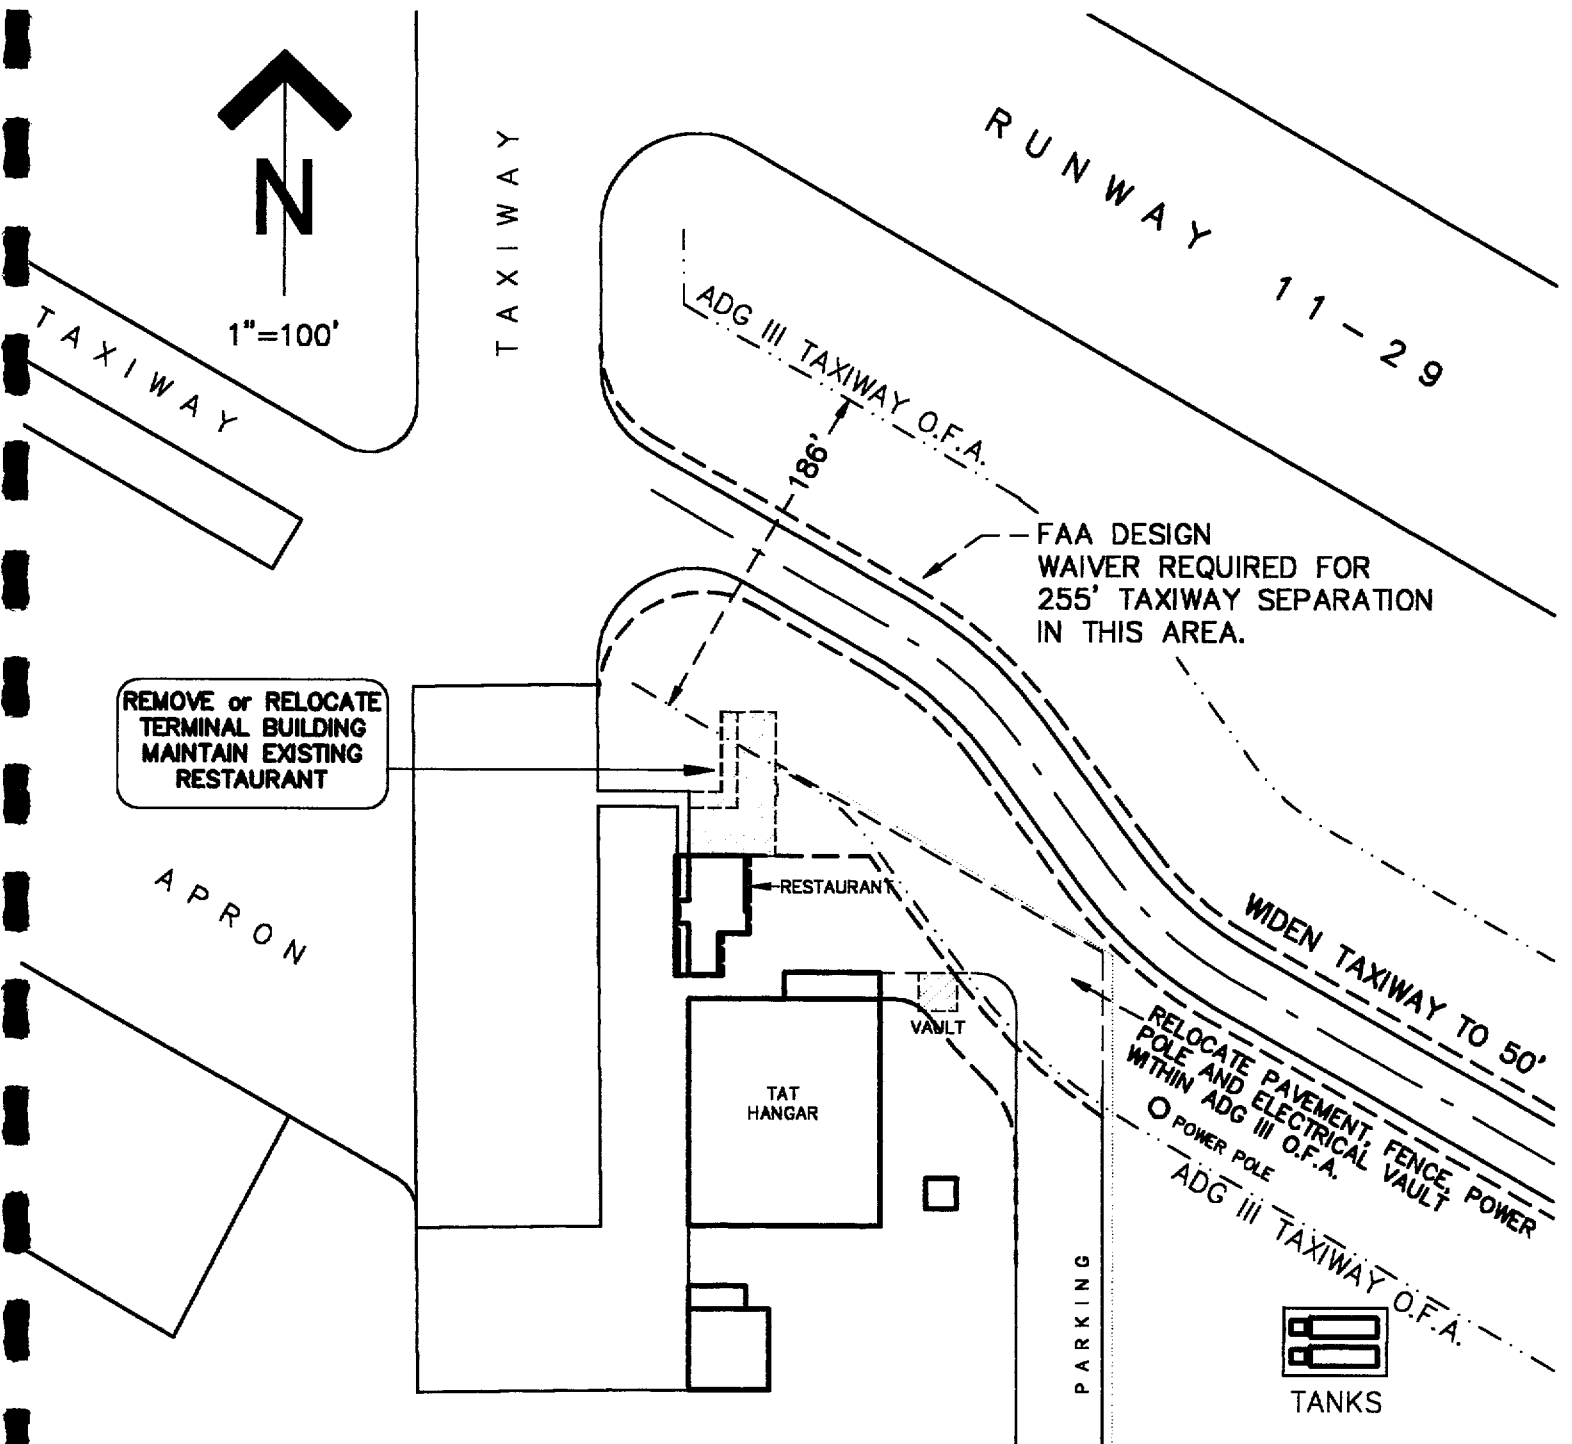 N
1"=100'
TAXIWAY
TAXIWAY
RUNWAY 11-29
ADG III TAXIWAY O.F.A.
186'
FAA DESIGN
WAIVER REQUIRED FOR
255' TAXIWAY SEPARATION
IN THIS AREA.
REMOVE or RELOCATE
TERMINAL BUILDING
MAINTAIN EXISTING
RESTAURANT
APRON
RESTAURANT
WIDEN TAXIWAY TO 50'
VAULT
RELOCATE PAVEMENT, FENCE, POWER
POLE AND ELECTRICAL VAULT
WITHIN ADG III O.F.A.
POWER POLE
TAT
HANGAR
ADG III TAXIWAY O.F.A.
PARKING
TANKS